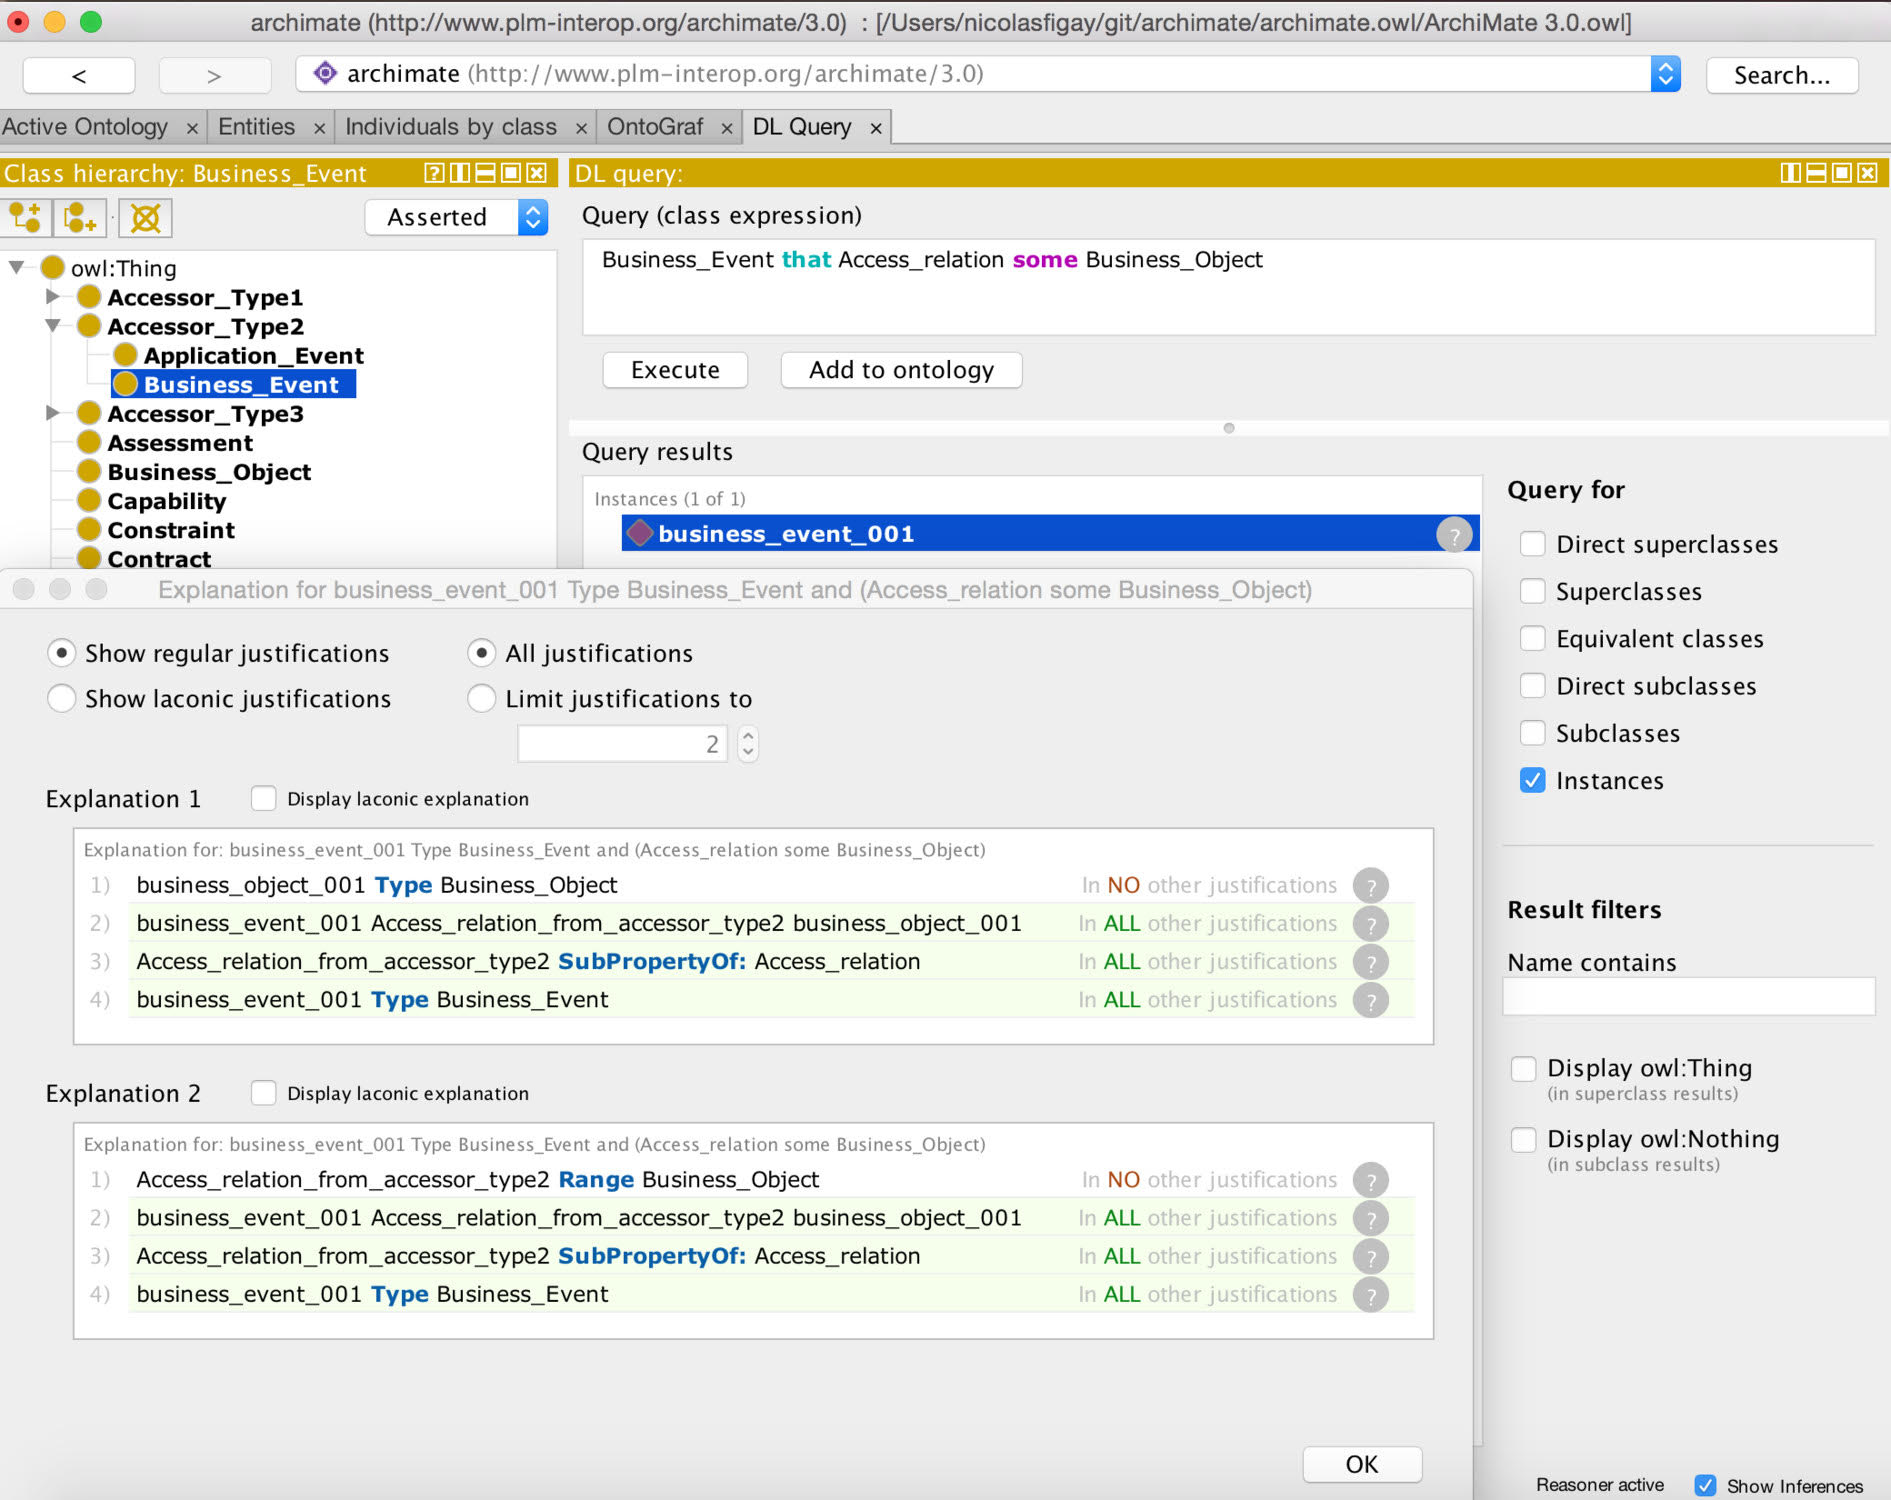 archimate (http://www.plm-interop.org/archimate/3.0) : [/Users/nicolasfigay/git/archimate/archimate.owl/ArchiMate 3.0.owl]
< > archimate (http://www.plm-interop.org/archimate/3.0) Search...
Active Ontology × Entities × Individuals by class × OntoGraf × DL Query ×
Class hierarchy: Business_Event
Asserted
owl:Thing
Accessor_Type1
Accessor_Type2
Application_Event
Business_Event
Accessor_Type3
Assessment
Business_Object
Capability
Constraint
Contract
DL query:
Query (class expression)
Business_Event that Access_relation some Business_Object
Execute Add to ontology
Query results
Instances (1 of 1)
business_event_001 ?
Query for
Direct superclasses
Superclasses
Equivalent classes
Direct subclasses
Subclasses
Instances
Result filters
Name contains
Display owl:Thing
(in superclass results)
Display owl:Nothing
(in subclass results)
Explanation for business_event_001 Type Business_Event and (Access_relation some Business_Object)
Show regular justifications All justifications
Show laconic justifications Limit justifications to
2
Explanation 1 Display laconic explanation
Explanation for: business_event_001 Type Business_Event and (Access_relation some Business_Object)
1) business_object_001 Type Business_Object In NO other justifications ?
2) business_event_001 Access_relation_from_accessor_type2 business_object_001 In ALL other justifications ?
3) Access_relation_from_accessor_type2 SubPropertyOf: Access_relation In ALL other justifications ?
4) business_event_001 Type Business_Event In ALL other justifications ?
Explanation 2 Display laconic explanation
Explanation for: business_event_001 Type Business_Event and (Access_relation some Business_Object)
1) Access_relation_from_accessor_type2 Range Business_Object In NO other justifications ?
2) business_event_001 Access_relation_from_accessor_type2 business_object_001 In ALL other justifications ?
3) Access_relation_from_accessor_type2 SubPropertyOf: Access_relation In ALL other justifications ?
4) business_event_001 Type Business_Event In ALL other justifications ?
OK
Reasoner active Show Inferences